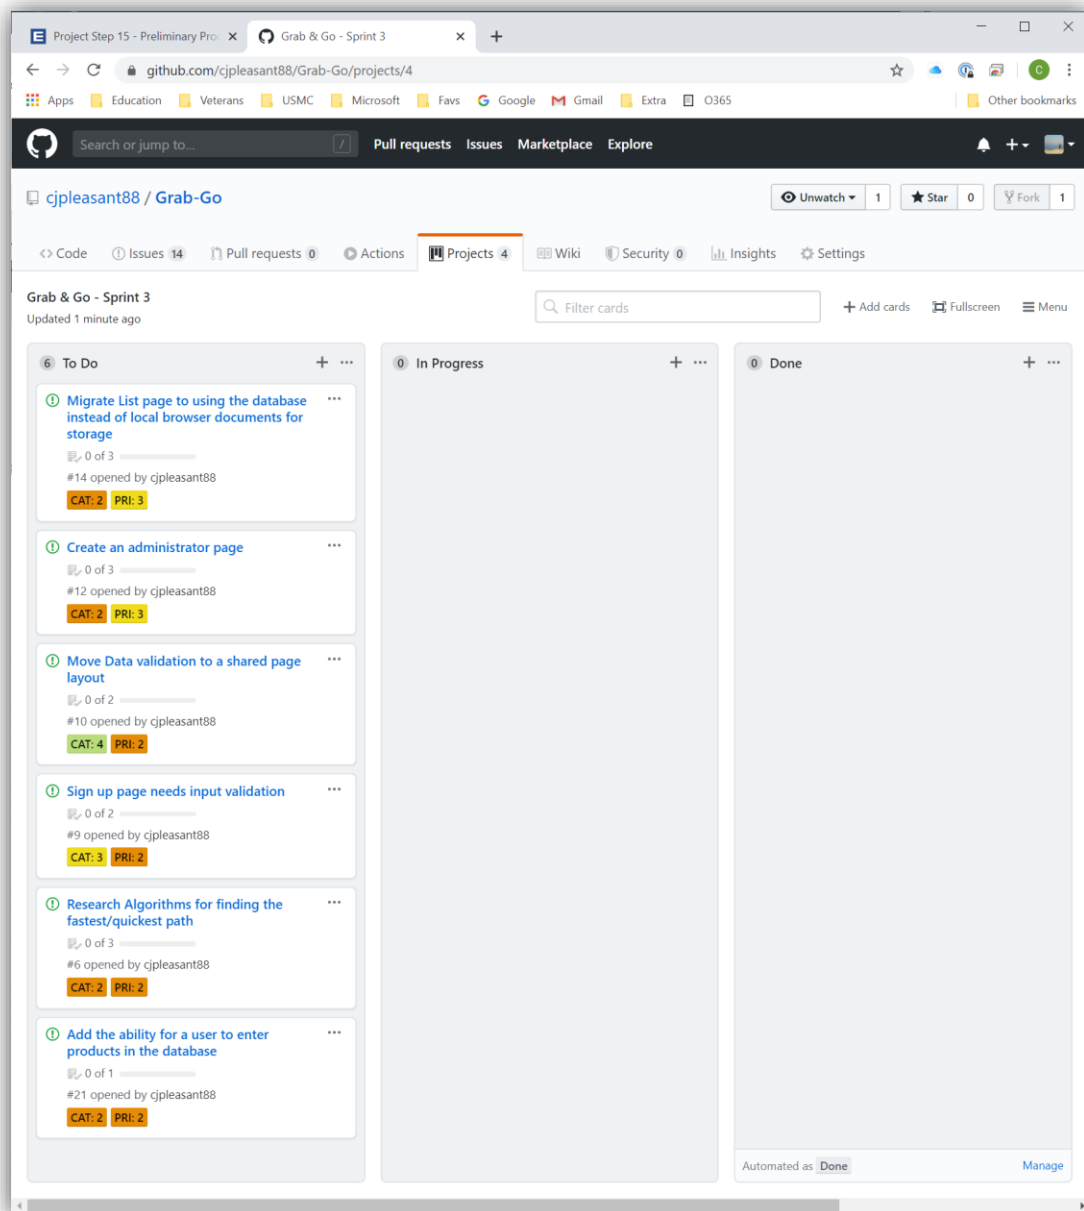 Project Step 15 - Preliminary Pro
Grab & Go - Sprint 3
github.com/cjpleasant88/Grab-Go/projects/4
C
Apps Education Veterans USMC Microsoft Favs Google Gmail Extra O365 Other bookmarks
Search or jump to... / Pull requests Issues Marketplace Explore
cjpleasant88 / Grab-Go
Unwatch 1 Star 0 Fork 1
Code Issues 14 Pull requests 0 Actions Projects 4 Wiki Security 0 Insights Settings
Grab & Go - Sprint 3
Updated 1 minute ago
Filter cards
Add cards Fullscreen Menu
6 To Do
Migrate List page to using the database
instead of local browser documents for
storage
0 of 3
#14 opened by cjpleasant88
CAT: 2 PRI: 3
Create an administrator page
0 of 3
#12 opened by cjpleasant88
CAT: 2 PRI: 3
Move Data validation to a shared page
layout
0 of 2
#10 opened by cjpleasant88
CAT: 4 PRI: 2
Sign up page needs input validation
0 of 2
#9 opened by cjpleasant88
CAT: 3 PRI: 2
Research Algorithms for finding the
fastest/quickest path
0 of 3
#6 opened by cjpleasant88
CAT: 2 PRI: 2
Add the ability for a user to enter
products in the database
0 of 1
#21 opened by cjpleasant88
CAT: 2 PRI: 2
0 In Progress
0 Done
Automated as Done Manage